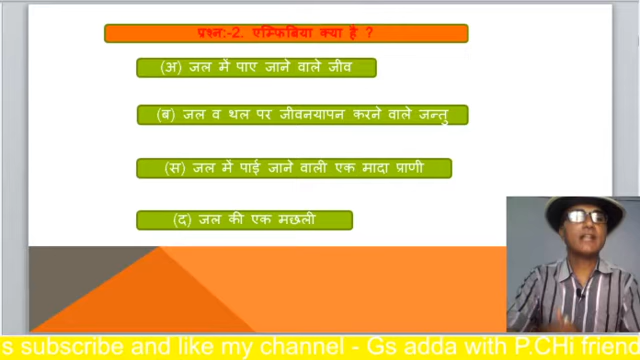 प्रश्न:-2. एम्फिबिया क्या है ?
(अ) जल में पाए जाने वाले जीव
(ब) जल व थल पर जीवनयापन करने वाले जन्तु
(स) जल में पाई जाने वाली एक मादा प्राणी
(द) जल की एक मछली
s subscribe and like my channel - Gs adda with P.CHi friend